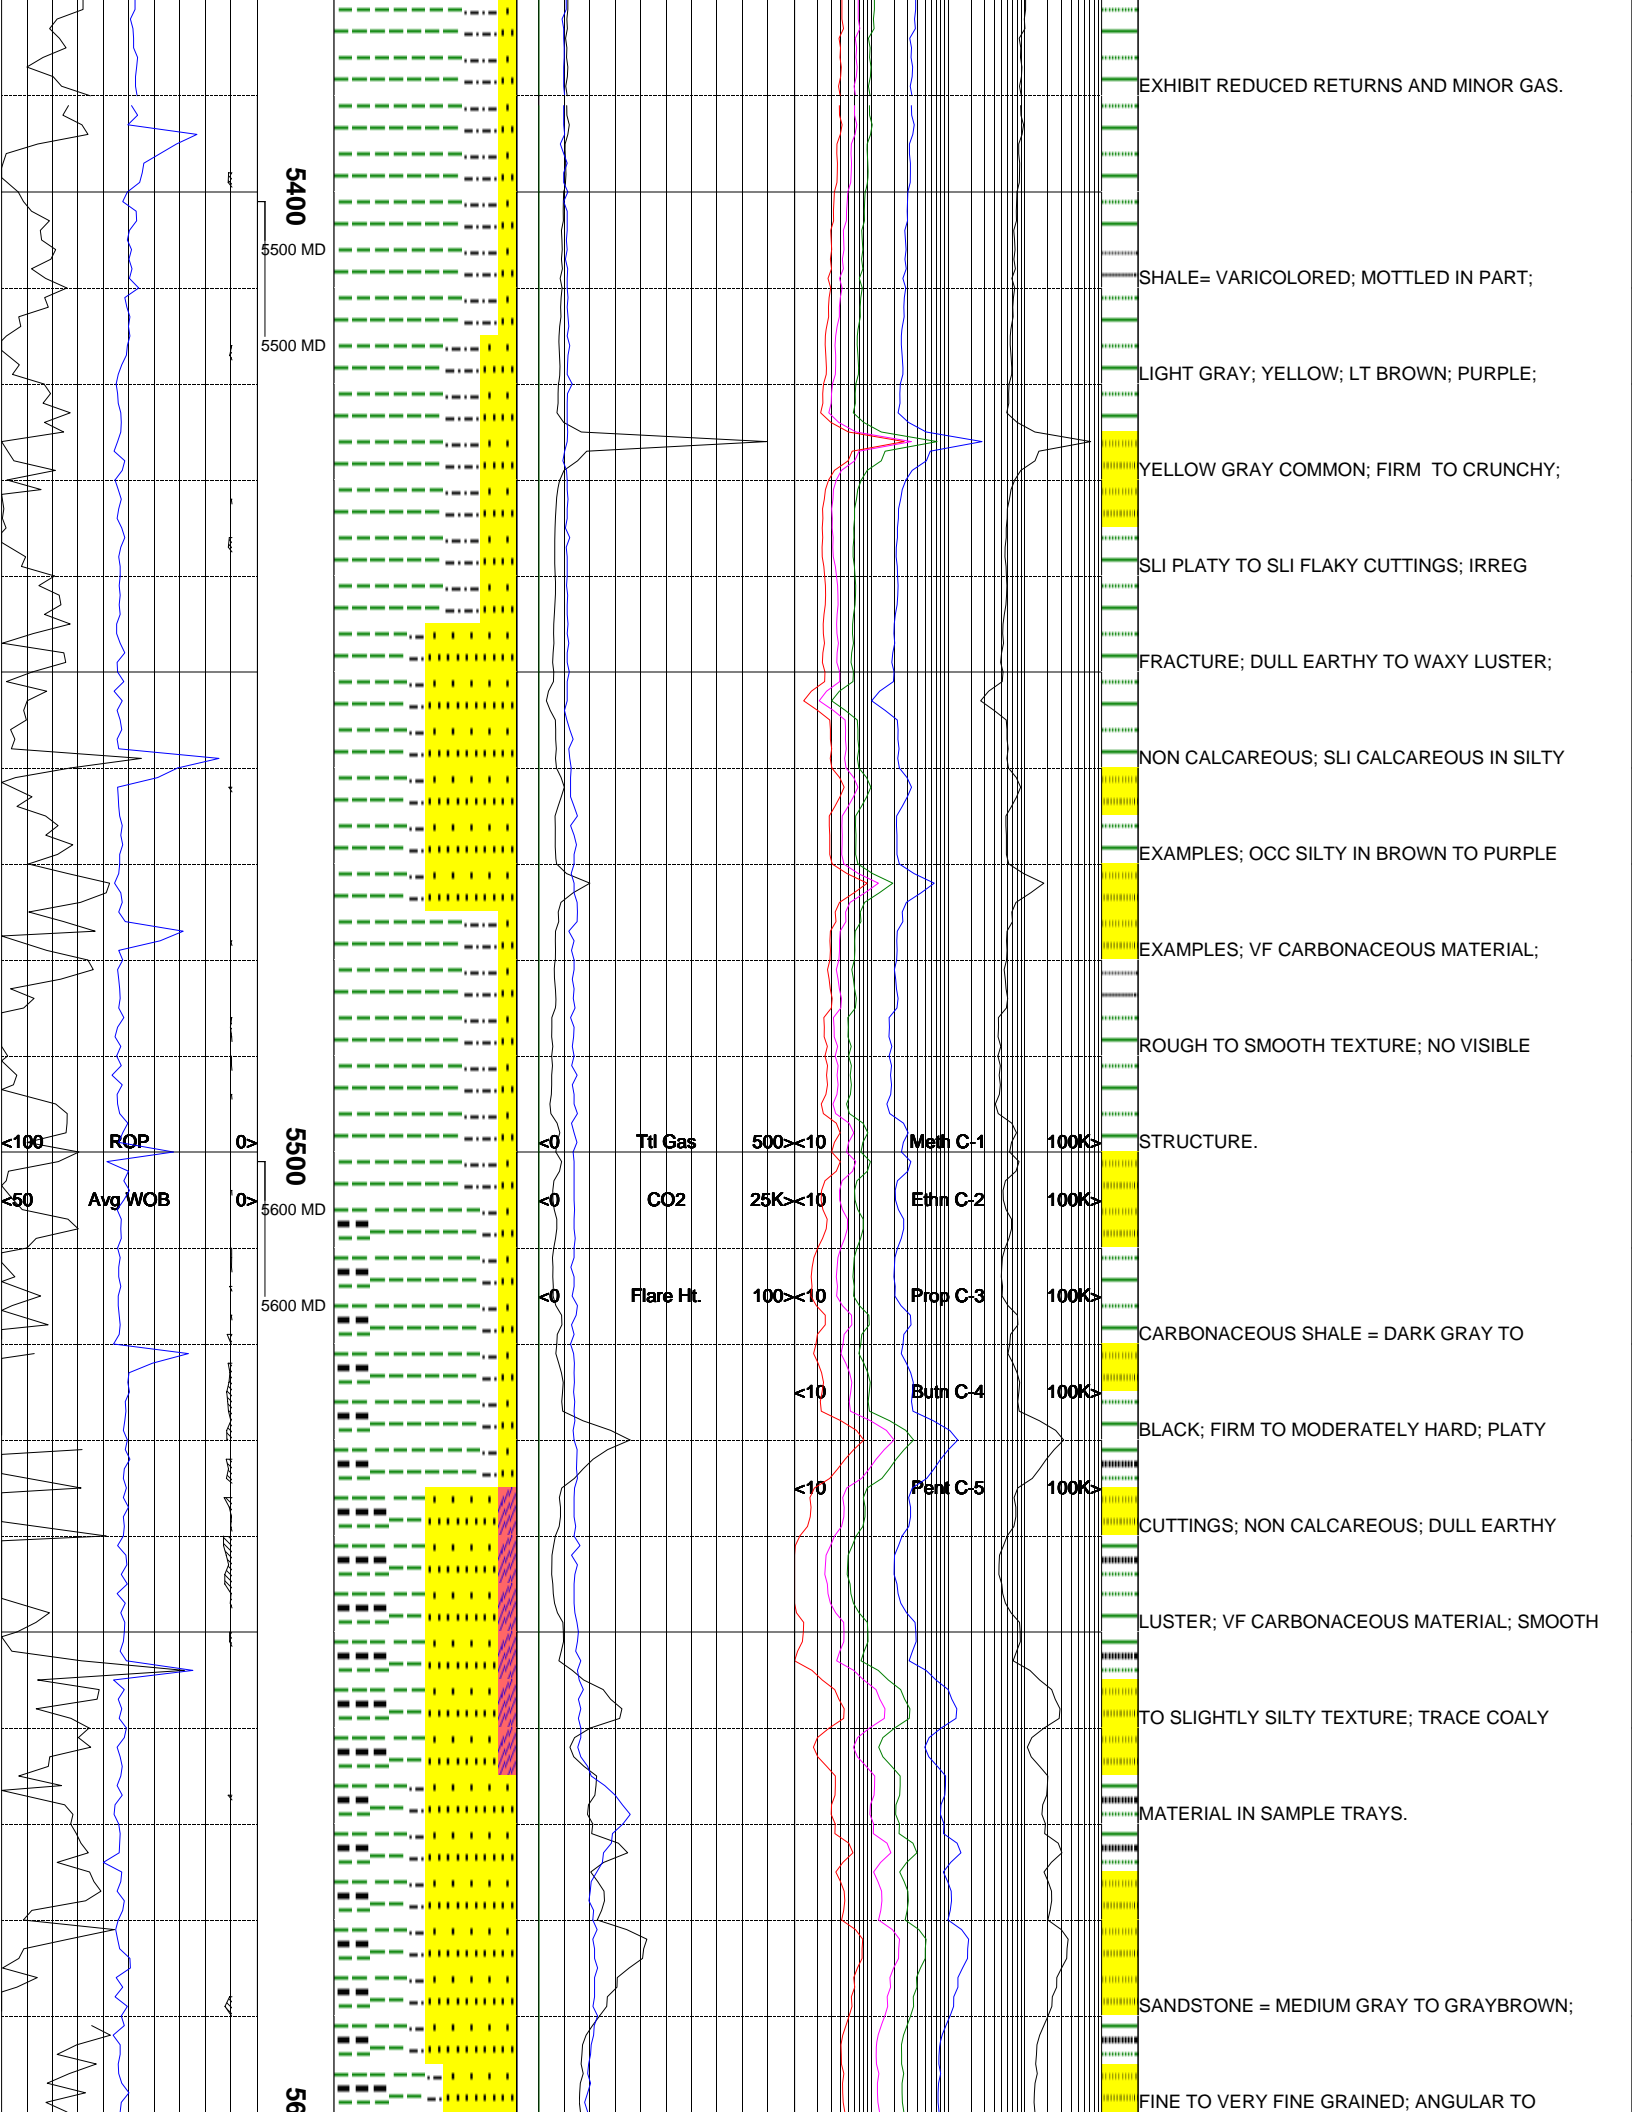 EXHIBIT REDUCED RETURNS AND MINOR GAS.
5400
5500 MD
SHALE= VARICOLORED; MOTTLED IN PART;
5500 MD
LIGHT GRAY; YELLOW; LT BROWN; PURPLE;
YELLOW GRAY COMMON; FIRM  TO CRUNCHY;
SLI PLATY TO SLI FLAKY CUTTINGS; IRREG
FRACTURE; DULL EARTHY TO WAXY LUSTER;
NON CALCAREOUS; SLI CALCAREOUS IN SILTY
EXAMPLES; OCC SILTY IN BROWN TO PURPLE
EXAMPLES; VF CARBONACEOUS MATERIAL;
ROUGH TO SMOOTH TEXTURE; NO VISIBLE
<100 ROP 0> 5500 <0 Ttl Gas 500> <10 Meth C-1 100K> STRUCTURE.
<50 Avg WOB 0> 5600 MD <0 CO2 25K> <10 Ethn C-2 100K>
5600 MD <0 Flare Ht. 100> <10 Prop C-3 100K>
CARBONACEOUS SHALE = DARK GRAY TO
<10 Butn C-4 100K>
BLACK; FIRM TO MODERATELY HARD; PLATY
<10 Pent C-5 100K>
CUTTINGS; NON CALCAREOUS; DULL EARTHY
LUSTER; VF CARBONACEOUS MATERIAL; SMOOTH
TO SLIGHTLY SILTY TEXTURE; TRACE COALY
MATERIAL IN SAMPLE TRAYS.
SANDSTONE = MEDIUM GRAY TO GRAYBROWN;
56
FINE TO VERY FINE GRAINED; ANGULAR TO